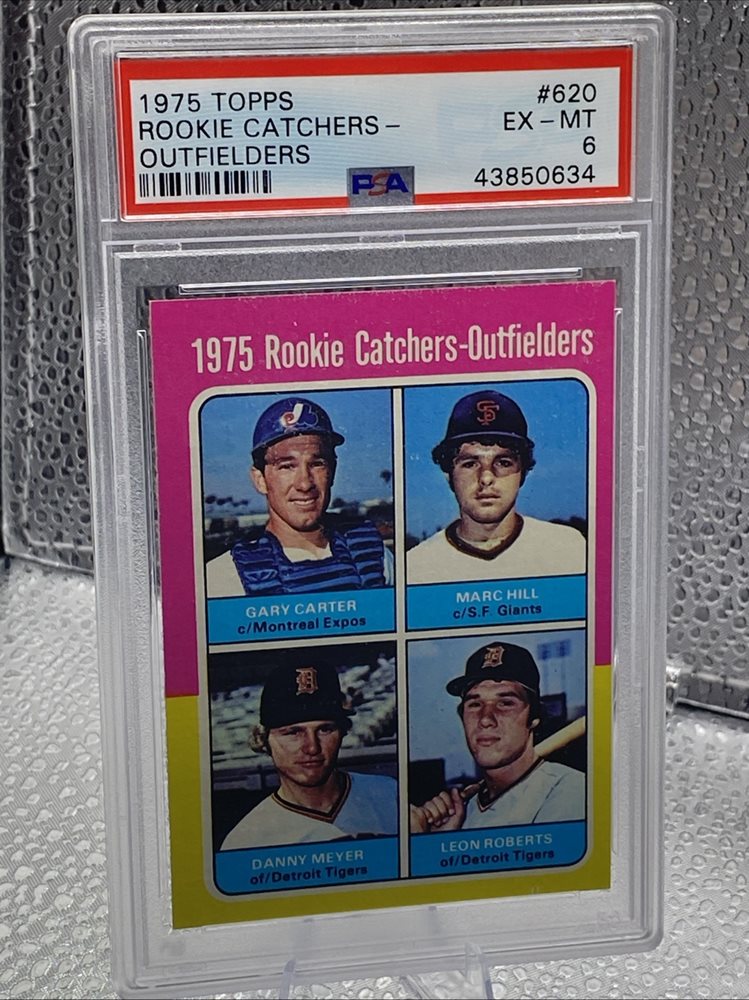 1975 TOPPS #620
ROOKIE CATCHERS- EX-MT
OUTFIELDERS 6
PSA 43850634
1975 Rookie Catchers-Outfielders
GARY CARTER
c/Montreal Expos
SF
MARC HILL
c/S.F. Giants
D
DANNY MEYER
of/Detroit Tigers
D
LEON ROBERTS
of/Detroit Tigers